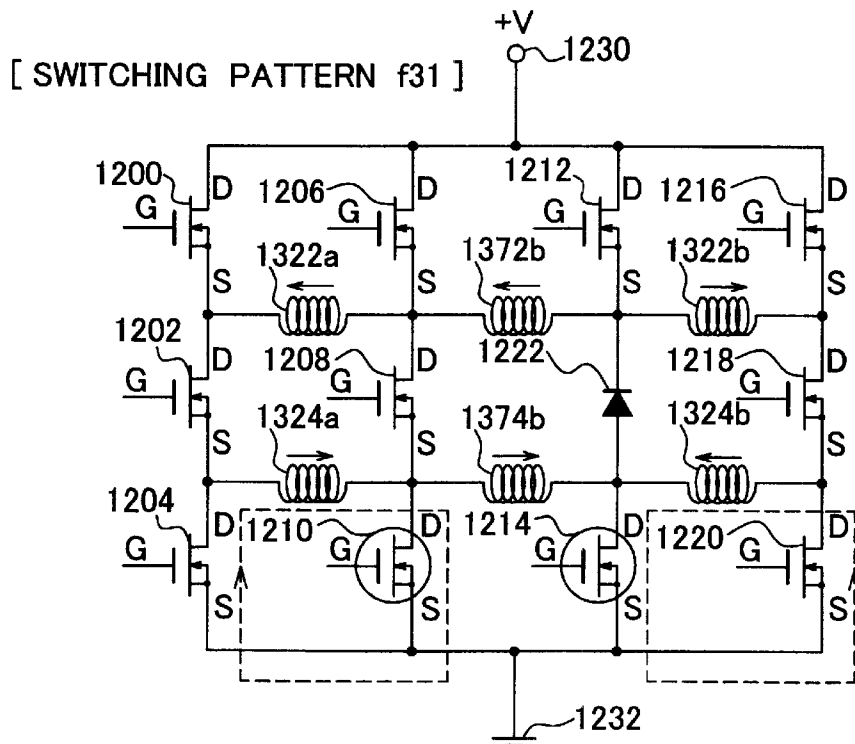 +V
1230
[ SWITCHING PATTERN f31 ]
1200 D 1206 D 1212 D 1216 D
G G G G
1322a S S 1372b S 1322b S
1202 D 1208 D 1222 1218 D
G G G
1324a S S 1374b 1324b S
1204 D 1210 D 1214 D 1220 D
G G G G
S S S S
1232